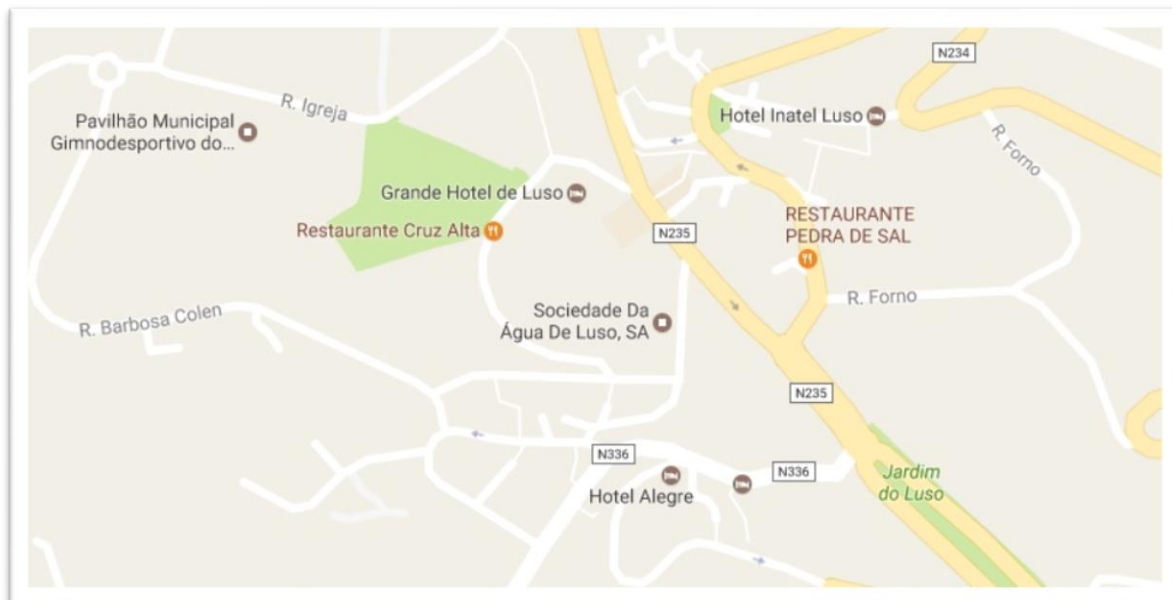 N234
R. Igreja
Pavilhão Municipal
Gimnodesportivo do...
Hotel Inatel Luso
R. Forno
Grande Hotel de Luso
Restaurante Cruz Alta
N235
RESTAURANTE
PEDRA DE SAL
R. Forno
R. Barbosa Colen
Sociedade Da
Água De Luso, SA
N235
N336
N336
Hotel Alegre
Jardim
do Luso